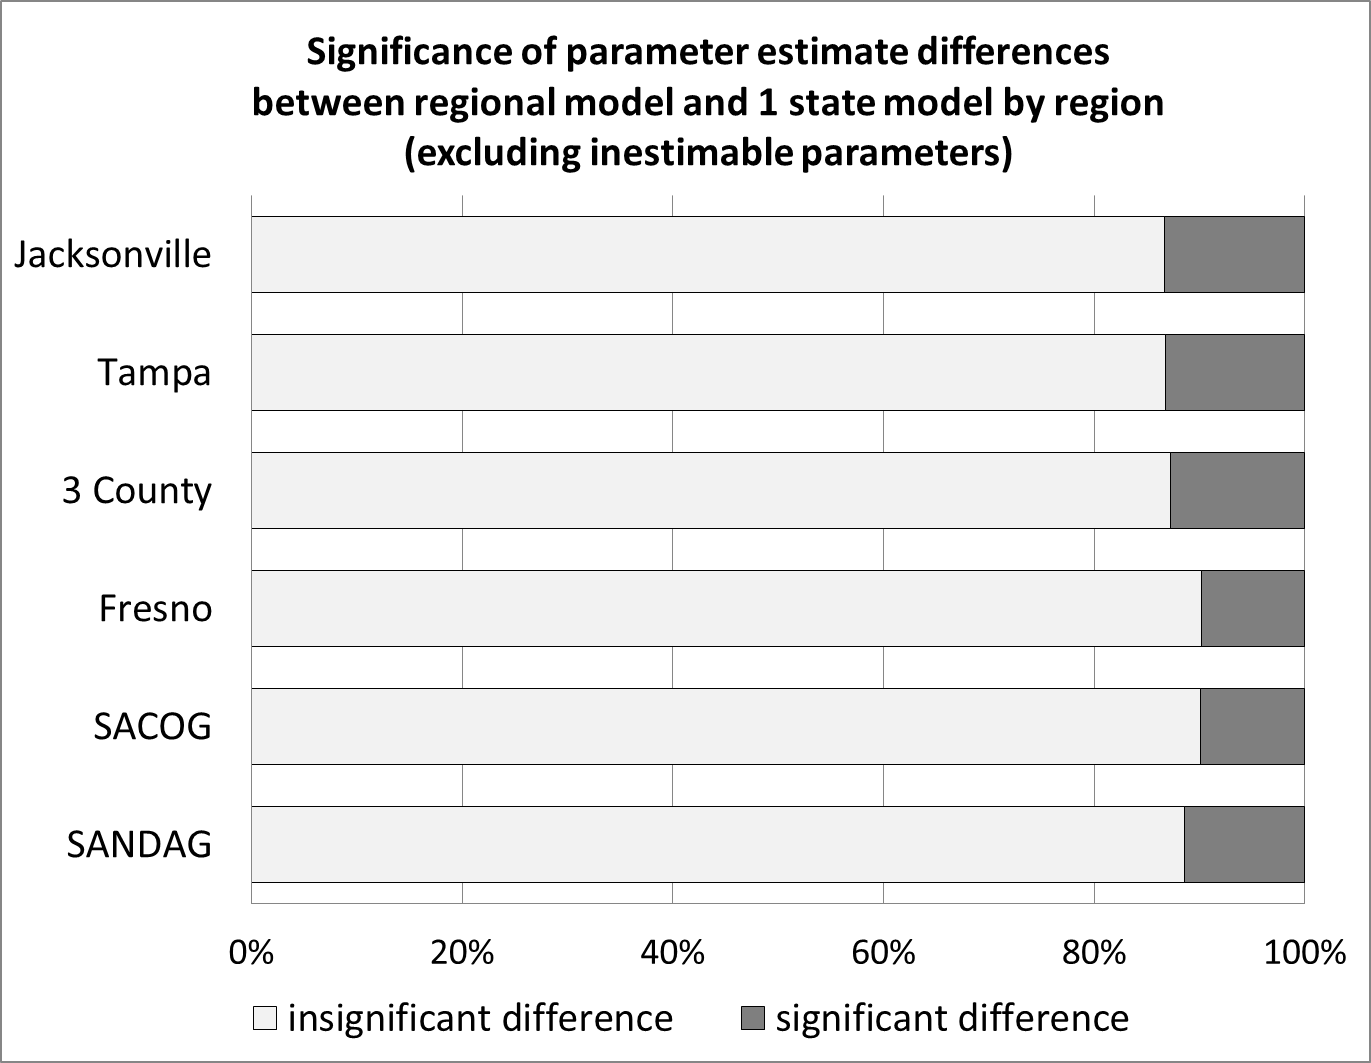 Significance of parameter estimate differences
between regional model and 1 state model by region
(excluding inestimable parameters)
Jacksonville
Tampa
3 County
Fresno
SACOG
SANDAG
0% 20% 40% 60% 80% 100%
insignificant difference significant difference